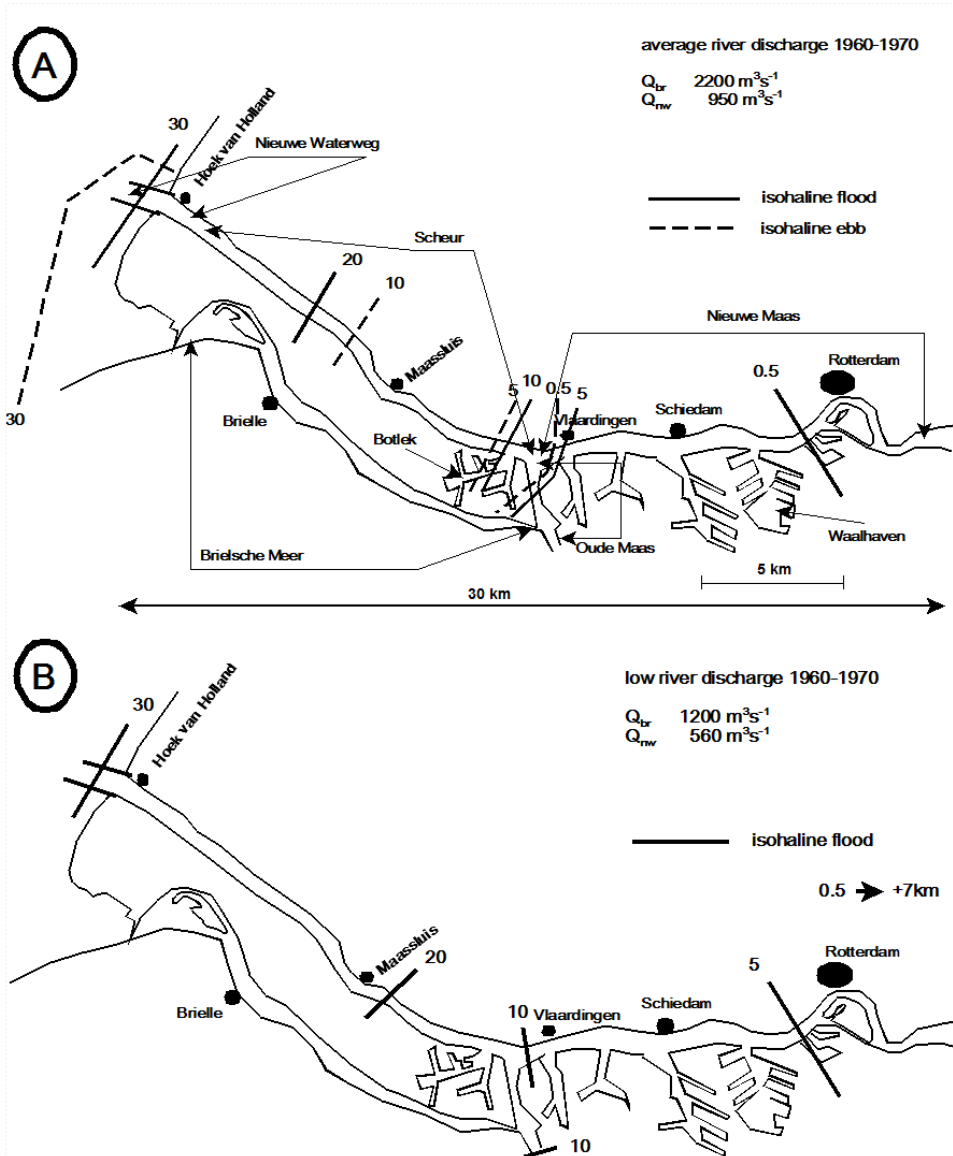 A
average river discharge 1960-1970
Q_br 2200 m³s⁻¹
Q_nw 950 m³s⁻¹
30
Hoek van Holland
Nieuwe Waterweg
isohaline flood
isohaline ebb
Scheur
20
10
Nieuwe Maas
Rotterdam
Maassluis
0.5
30
Brielle
5
10
0.5
5
Vlaardingen
Schiedam
Botlek
Brielsche Meer
Oude Maas
Waalhaven
5 km
30 km
B
low river discharge 1960-1970
Q_br 1200 m³s⁻¹
Q_nw 560 m³s⁻¹
30
Hoek van Holland
isohaline flood
0.5 +7km
Maassluis
20
Rotterdam
5
Brielle
10
Vlaardingen
Schiedam
10